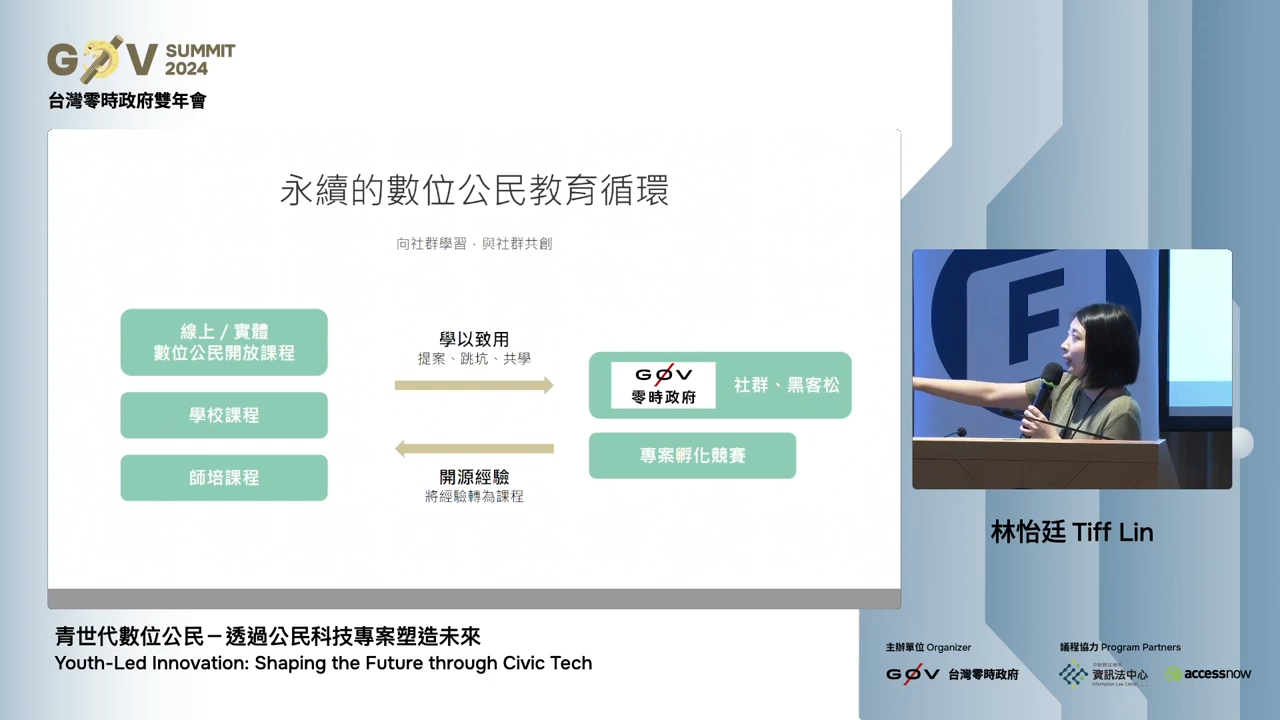 GØV SUMMIT 2024
台灣零時政府雙年會
永續的數位公民教育循環
向社群學習，與社群共創
線上 / 實體
數位公民開放課程
學校課程
師培課程
學以致用
提案、跳坑、共學
開源經驗
將經驗轉為課程
GØV
零時政府
社群、黑客松
專案孵化競賽
F
林怡廷 Tiff Lin
青世代數位公民－透過公民科技專案塑造未來
Youth-Led Innovation: Shaping the Future through Civic Tech
主辦單位 Organizer
GØV 台灣零時政府
議程協力 Program Partners
資訊法中心
Information Law Center
accessnow